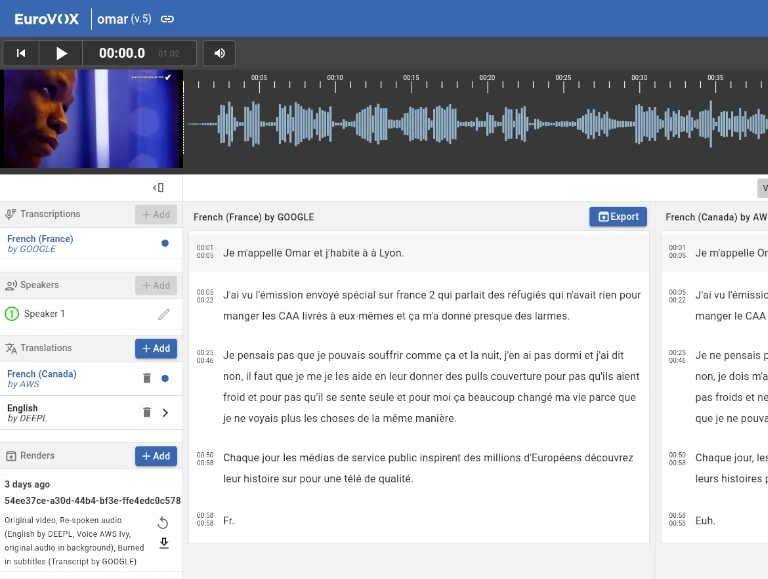 EuroVOX omar (v.5)
00:00.0 01:02
00:05 00:10 00:15 00:20 00:25 00:30 00:35
Transcriptions + Add
French (France)
by GOOGLE
Speakers + Add
1 Speaker 1
Translations + Add
French (Canada)
by AWS
English
by DEEPL
Renders + Add
3 days ago
54ee37ce-a30d-44b4-bf3e-ffe4edc0c578
Original video, Re-spoken audio
(English by DEEPL, Voice AWS Ivy,
original audio in background), Burned
in subtitles (Transcript by GOOGLE)
French (France) by GOOGLE Export
00:01
00:05
Je m'appelle Omar et j'habite à à Lyon.
00:05
00:22
J'ai vu l'émission envoyé spécial sur france 2 qui parlait des réfugiés qui n'avait rien pour
manger les CAA livrés à eux-mêmes et ça m'a donné presque des larmes.
00:25
00:46
Je pensais pas que je pouvais souffrir comme ça et la nuit, j'en ai pas dormi et j'ai dit
non, il faut que je me je les aide en leur donner des pulls couverture pour pas qu'ils aient
froid et pour pas qu'il se sente seule et pour moi ça beaucoup changé ma vie parce que
je ne voyais plus les choses de la même manière.
00:50
00:58
Chaque jour les médias de service public inspirent des millions d'Européens découvrez
leur histoire sur pour une télé de qualité.
00:58
00:58
Fr.
French (Canada) by AW
00:01
00:05
Je m'appelle Or
00:05
00:22
J'ai vu l'émissic
manger le CAA
00:25
00:46
Je ne pensais p
non, je dois m'a
pas froids et ne
que je ne pouva
00:50
00:58
Chaque jour, les
leurs histoires p
00:58
00:58
Euh.